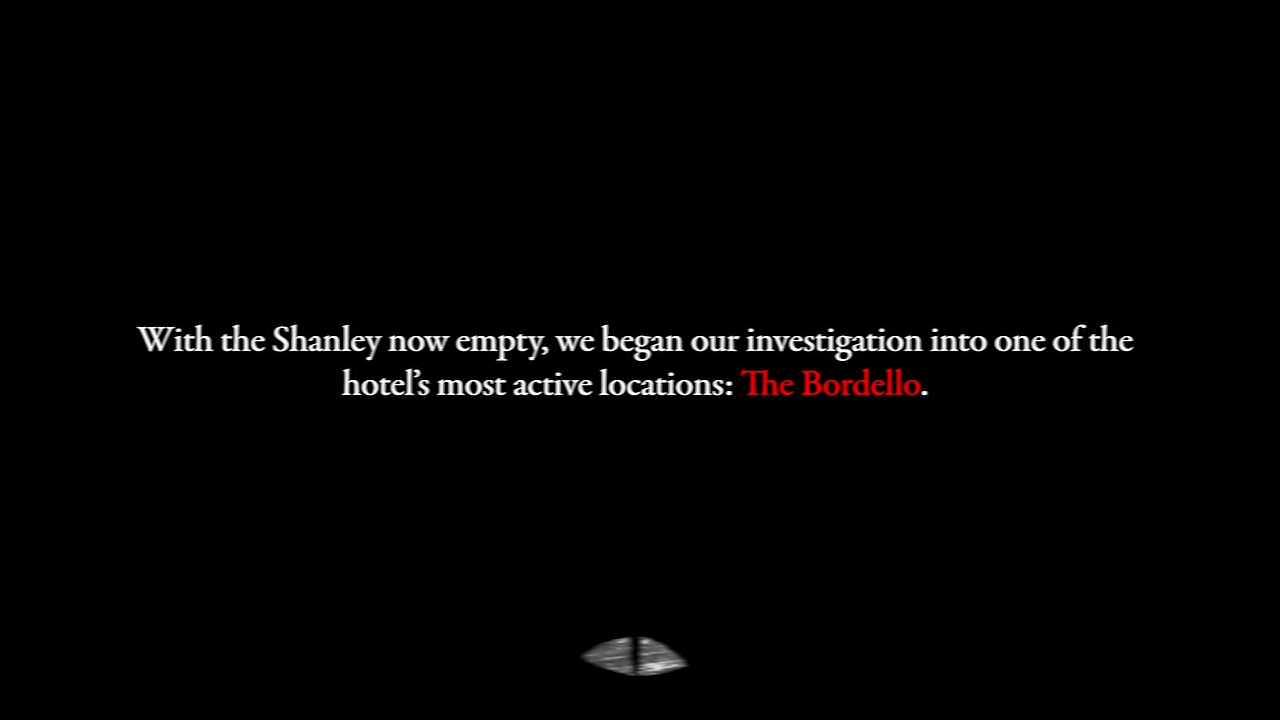 With the Shanley now empty, we began our investigation into one of the
hotel’s most active locations: The Bordello.